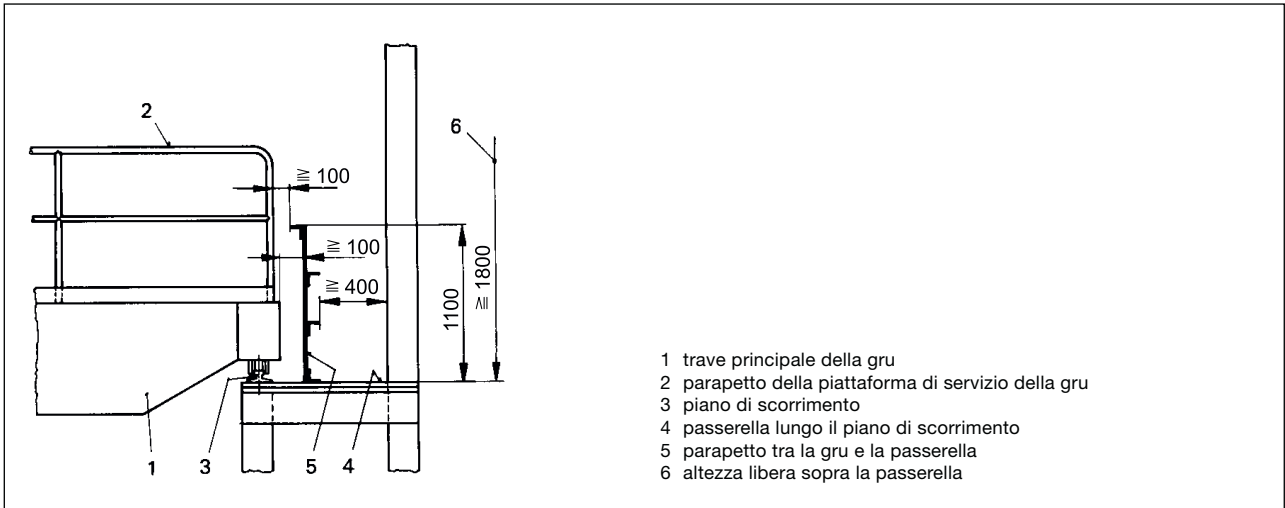 2
6
≧ 100
≧ 100
≧ 400
1100
≧ 1800
1
3
5
4
1 trave principale della gru
2 parapetto della piattaforma di servizio della gru
3 piano di scorrimento
4 passerella lungo il piano di scorrimento
5 parapetto tra la gru e la passerella
6 altezza libera sopra la passerella